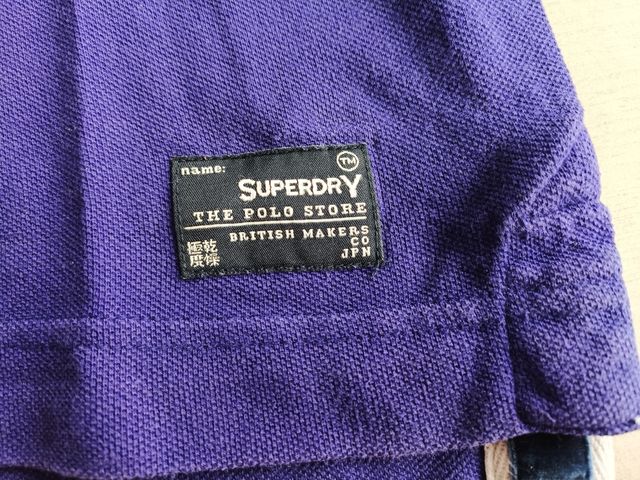 name:
TM
SUPERDRY
THE POLO STORE
BRITISH MAKERS
CO
JPN
極乾
度燥